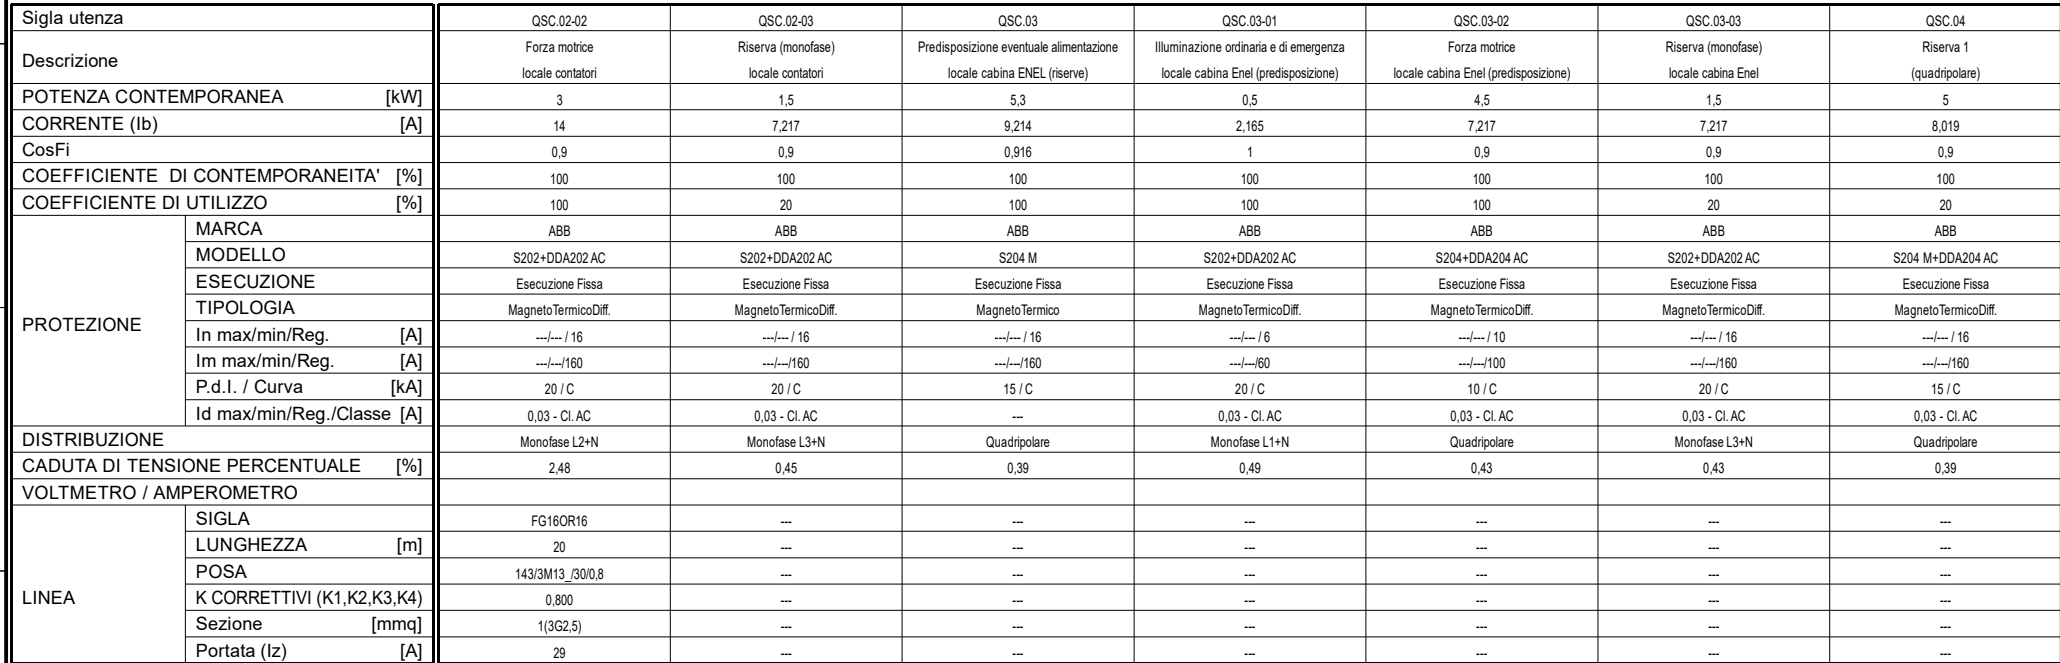 Sigla utenza QSC.02-02 QSC.02-03 QSC.03 QSC.03-01 QSC.03-02 QSC.03-03 QSC.04
Descrizione
Forza motrice Riserva (monofase) Predisposizione eventuale alimentazione Illuminazione ordinaria e di emergenza Forza motrice Riserva (monofase) Riserva 1
locale contatori locale contatori locale cabina ENEL (riserve) locale cabina Enel (predisposizione) locale cabina Enel (predisposizione) locale cabina Enel (quadripolare)
POTENZA CONTEMPORANEA [kW] 3 1,5 5,3 0,5 4,5 1,5 5
CORRENTE (Ib) [A] 14 7,217 9,214 2,165 7,217 7,217 8,019
CosFi 0,9 0,9 0,916 1 0,9 0,9 0,9
COEFFICIENTE DI CONTEMPORANEITA' [%] 100 100 100 100 100 100 100
COEFFICIENTE DI UTILIZZO [%] 100 20 100 100 100 20 20
PROTEZIONE
MARCA ABB ABB ABB ABB ABB ABB ABB
MODELLO S202+DDA202 AC S202+DDA202 AC S204 M S202+DDA202 AC S204+DDA204 AC S202+DDA202 AC S204 M+DDA204 AC
ESECUZIONE Esecuzione Fissa Esecuzione Fissa Esecuzione Fissa Esecuzione Fissa Esecuzione Fissa Esecuzione Fissa Esecuzione Fissa
TIPOLOGIA MagnetoTermicoDiff. MagnetoTermicoDiff. MagnetoTermico MagnetoTermicoDiff. MagnetoTermicoDiff. MagnetoTermicoDiff. MagnetoTermicoDiff.
In max/min/Reg. [A] ---/--- / 16 ---/--- / 16 ---/--- / 16 ---/--- / 6 ---/--- / 10 ---/--- / 16 ---/--- / 16
Im max/min/Reg. [A] ---/---/160 ---/---/160 ---/---/160 ---/---/60 ---/---/100 ---/---/160 ---/---/160
P.d.I. / Curva [kA] 20 / C 20 / C 15 / C 20 / C 10 / C 20 / C 15 / C
Id max/min/Reg./Classe [A] 0,03 - Cl. AC 0,03 - Cl. AC --- 0,03 - Cl. AC 0,03 - Cl. AC 0,03 - Cl. AC 0,03 - Cl. AC
DISTRIBUZIONE Monofase L2+N Monofase L3+N Quadripolare Monofase L1+N Quadripolare Monofase L3+N Quadripolare
CADUTA DI TENSIONE PERCENTUALE [%] 2,48 0,45 0,39 0,49 0,43 0,43 0,39
VOLTMETRO / AMPEROMETRO
LINEA
SIGLA FG16OR16 --- --- --- --- --- ---
LUNGHEZZA [m] 20 --- --- --- --- --- ---
POSA 143/3M13_/30/0,8 --- --- --- --- --- ---
K CORRETTIVI (K1,K2,K3,K4) 0,800 --- --- --- --- --- ---
Sezione [mmq] 1(3G2,5) --- --- --- --- --- ---
Portata (Iz) [A] 29 --- --- --- --- --- ---